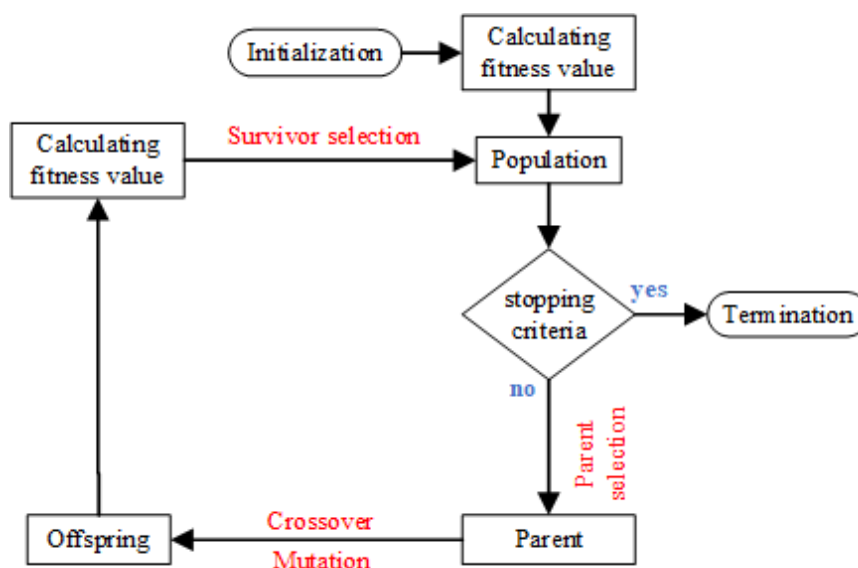 Initialization
Calculating
fitness value
Calculating
fitness value
Survivor selection
Population
stopping
criteria
yes
Termination
no
Parent
selection
Offspring
Crossover
Mutation
Parent